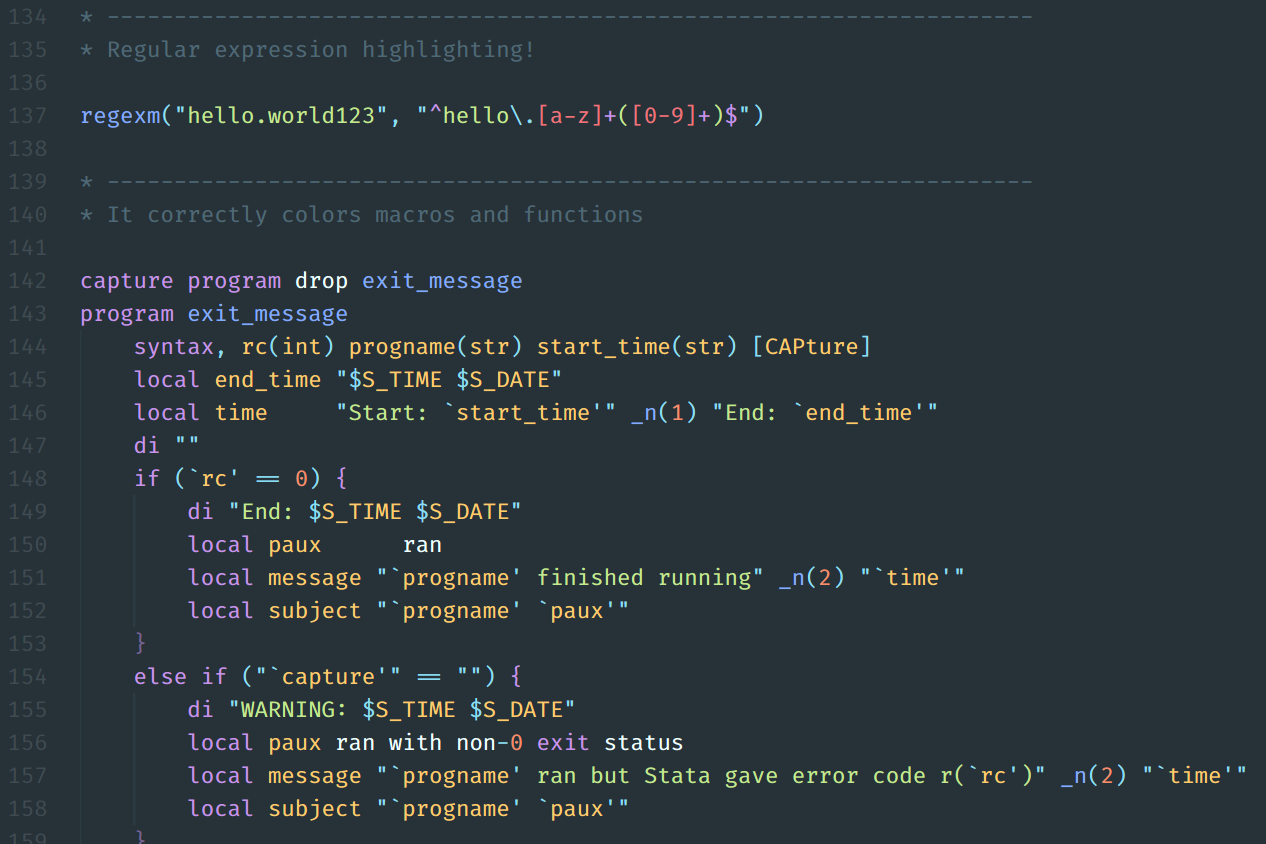 134 * ---------------------------------------------------------------------
135 * Regular expression highlighting!
136
137 regexm("hello.world123", "^hello\.[a-z]+([0-9]+)$")
138
139 * ---------------------------------------------------------------------
140 * It correctly colors macros and functions
141
142 capture program drop exit_message
143 program exit_message
144     syntax, rc(int) progname(str) start_time(str) [CAPture]
145     local end_time "$S_TIME $S_DATE"
146     local time     "Start: `start_time'" _n(1) "End: `end_time'"
147     di ""
148     if (`rc' == 0) {
149         di "End: $S_TIME $S_DATE"
150         local paux      ran
151         local message "`progname' finished running" _n(2) "`time'"
152         local subject "`progname' `paux'"
153     }
154     else if ("`capture'" == "") {
155         di "WARNING: $S_TIME $S_DATE"
156         local paux ran with non-0 exit status
157         local message "`progname' ran but Stata gave error code r(`rc')" _n(2) "`time'"
158         local subject "`progname' `paux'"
159     }